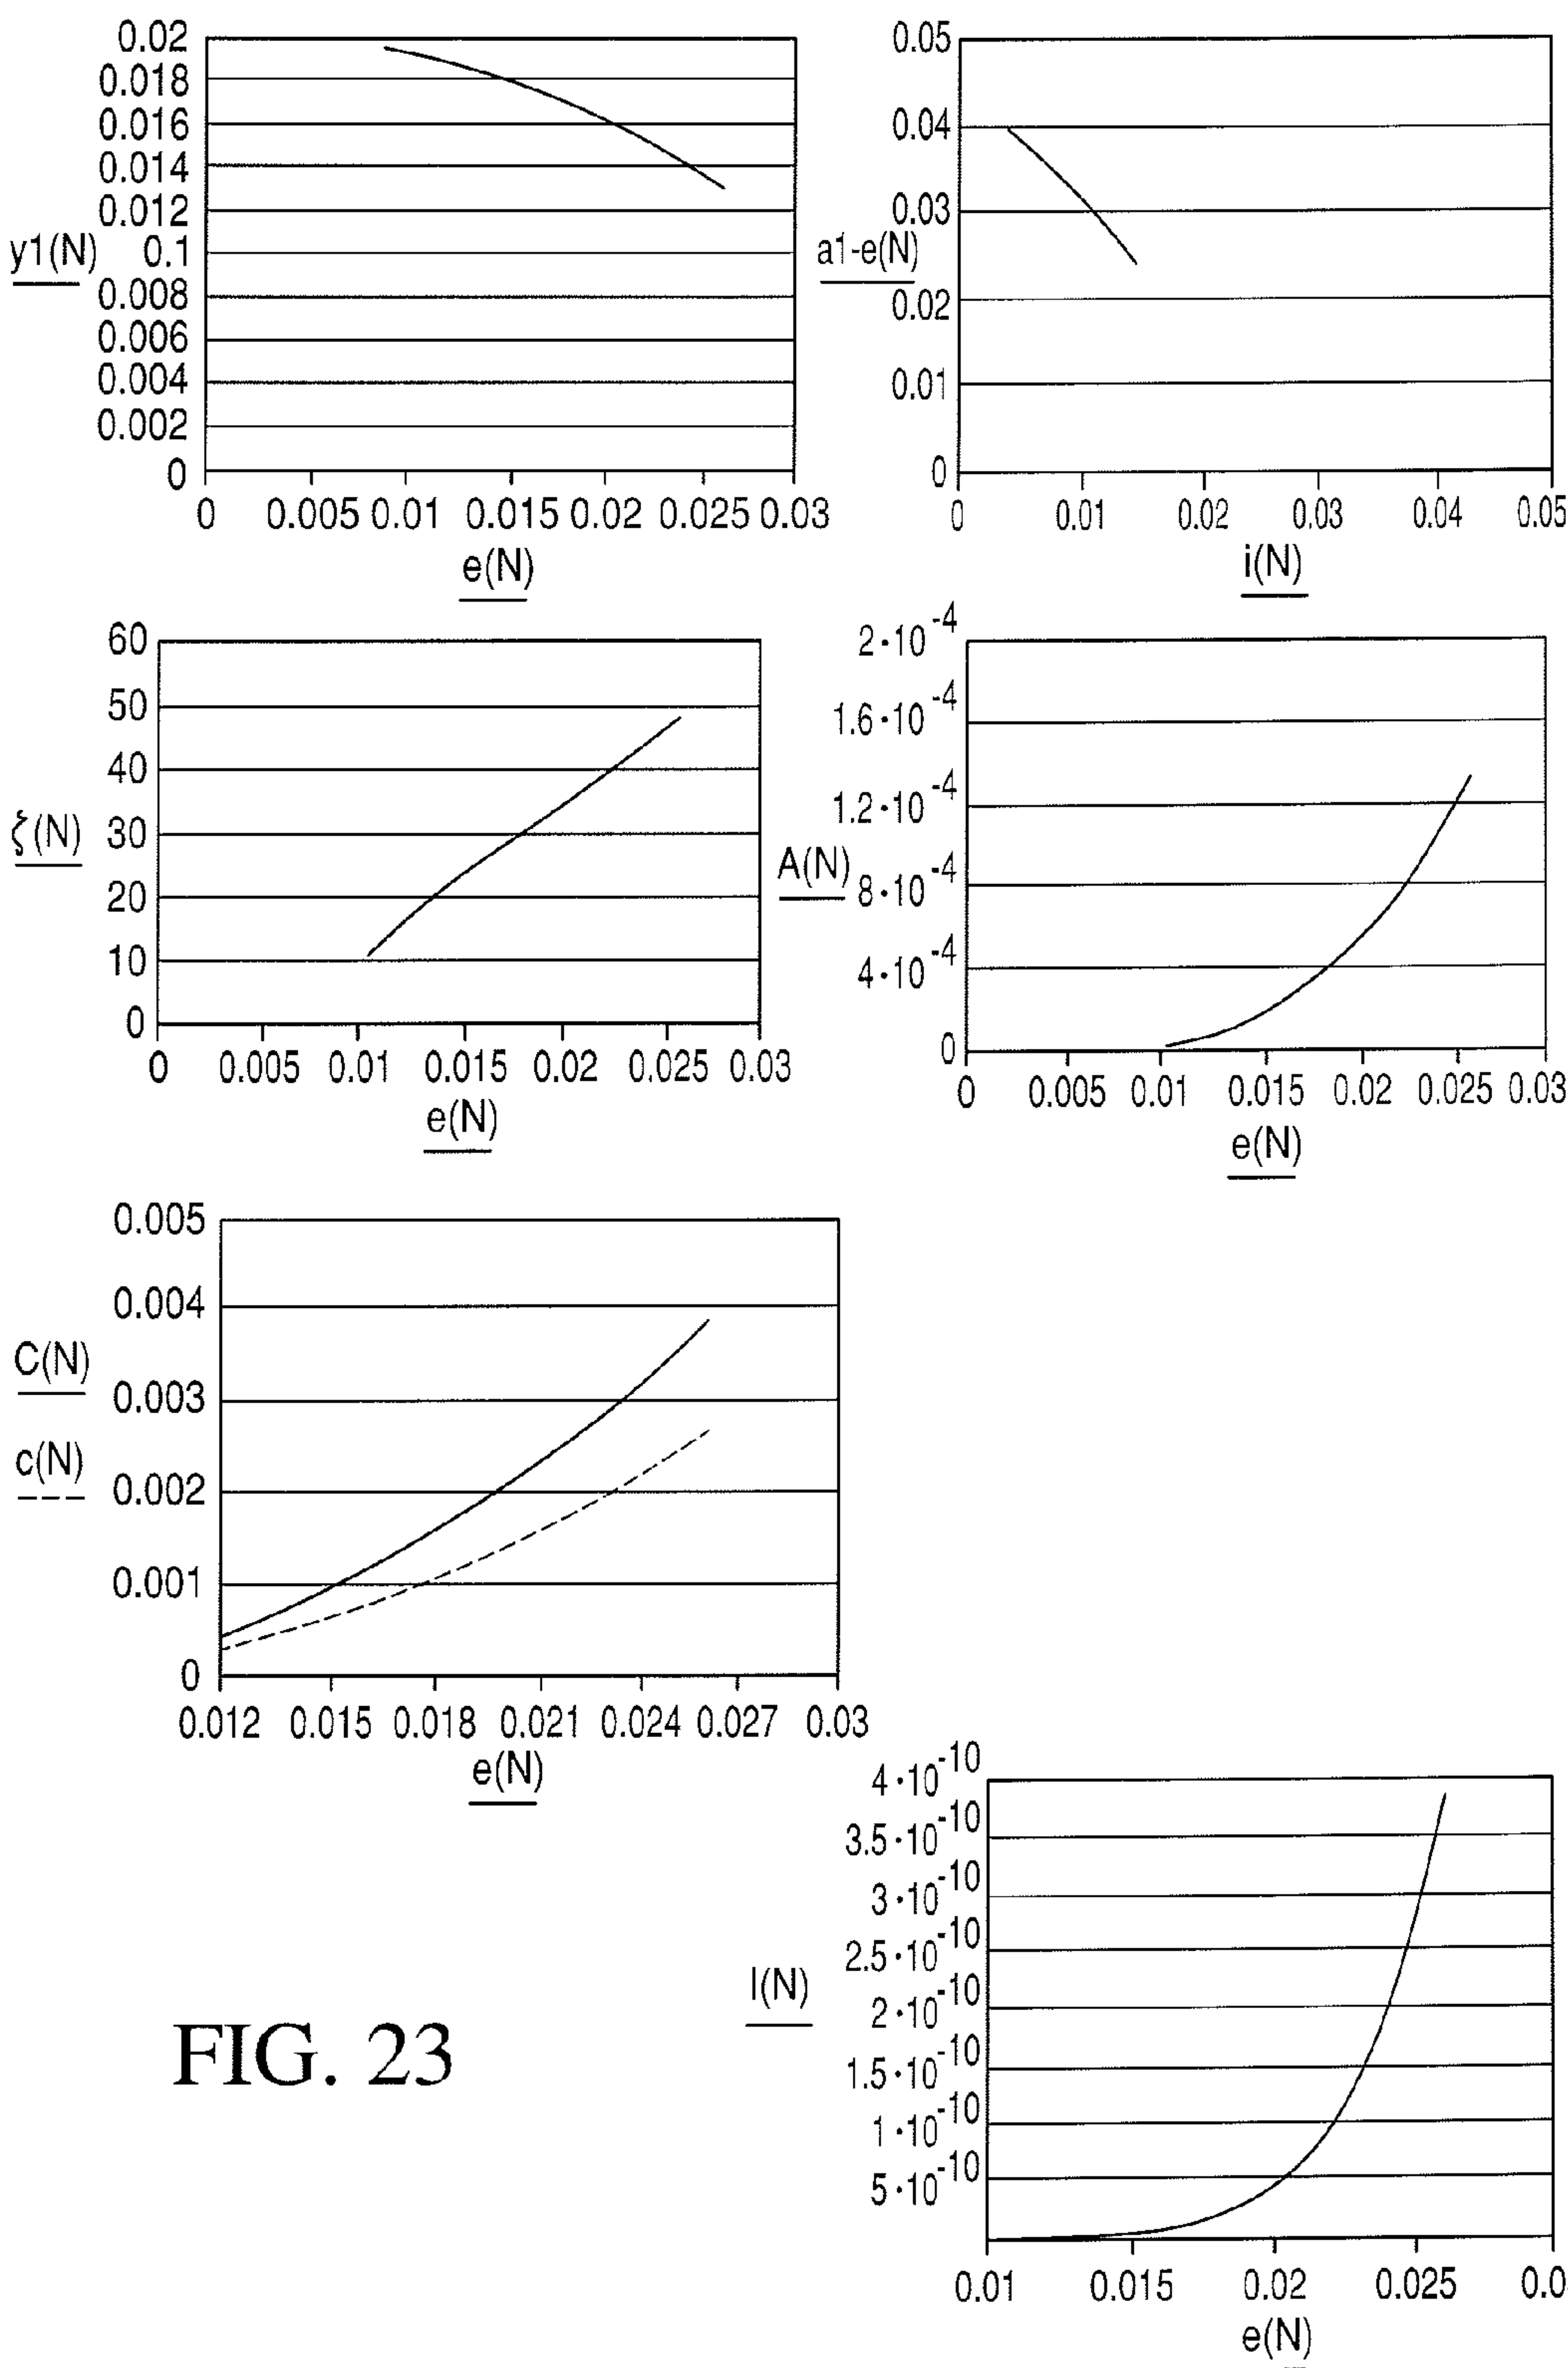 0.02
0.018
0.016
0.014
0.012
0.1
0.008
0.006
0.004
0.002
0
y1(N)
0 0.005 0.01 0.015 0.02 0.025 0.03
e(N)
0.05
0.04
0.03
0.02
0.01
0
a1-e(N)
0 0.01 0.02 0.03 0.04 0.05
i(N)
60
50
40
30
20
10
0
ζ(N)
0 0.005 0.01 0.015 0.02 0.025 0.03
e(N)
2·10⁻⁴
1.6·10⁻⁴
1.2·10⁻⁴
8·10⁻⁴
4·10⁻⁴
0
A(N)
0 0.005 0.01 0.015 0.02 0.025 0.03
e(N)
0.005
0.004
0.003
0.002
0.001
0
C(N)
c(N)
0.012 0.015 0.018 0.021 0.024 0.027 0.03
e(N)
4·10⁻¹⁰
3.5·10⁻¹⁰
3·10⁻¹⁰
2.5·10⁻¹⁰
2·10⁻¹⁰
1.5·10⁻¹⁰
1·10⁻¹⁰
5·10⁻¹⁰
I(N)
0.01 0.015 0.02 0.025 0.0
e(N)
FIG. 23